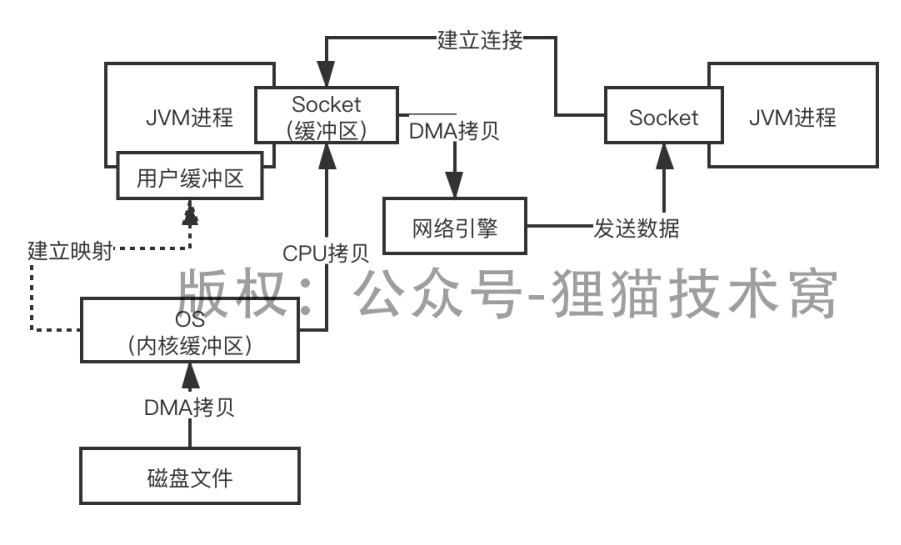 建立连接
JVM进程
Socket
(缓冲区)
DMA拷贝
Socket
JVM进程
用户缓冲区
网络引擎
发送数据
建立映射
CPU拷贝
版权：公众号-狸猫技术窝
OS
(内核缓冲区)
DMA拷贝
磁盘文件